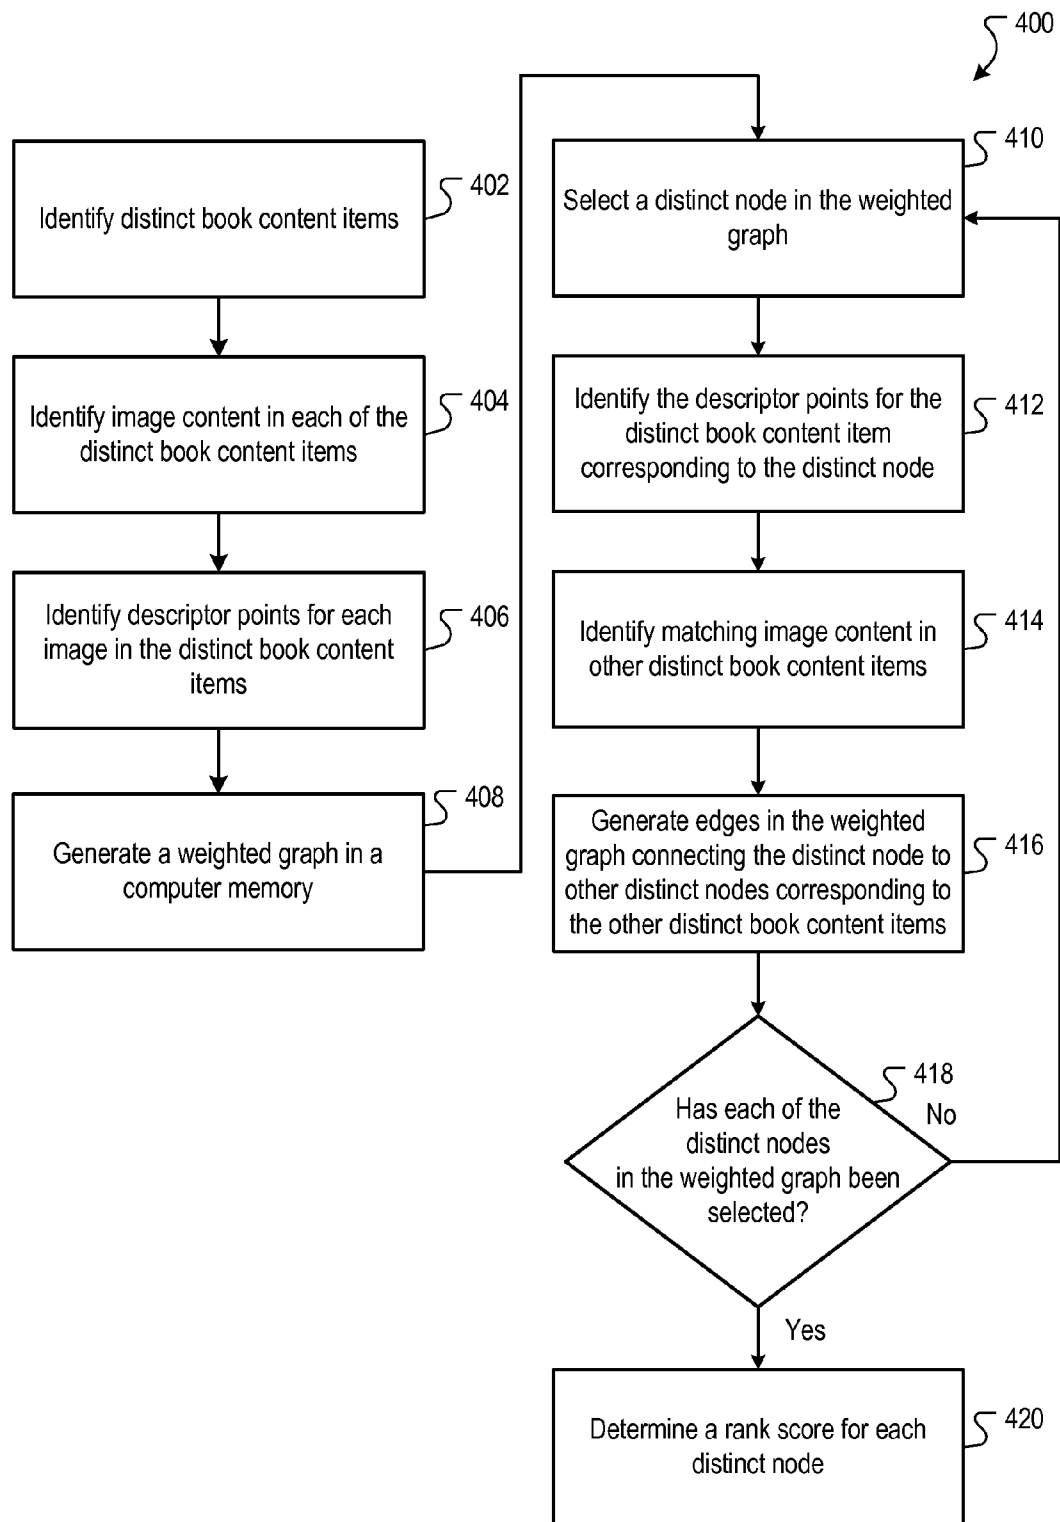 400
Identify distinct book content items
402
Identify image content in each of the
distinct book content items
404
Identify descriptor points for each
image in the distinct book content
items
406
Generate a weighted graph in a
computer memory
408
Select a distinct node in the weighted
graph
410
Identify the descriptor points for the
distinct book content item
corresponding to the distinct node
412
Identify matching image content in
other distinct book content items
414
Generate edges in the weighted
graph connecting the distinct node to
other distinct nodes corresponding to
the other distinct book content items
416
Has each of the
distinct nodes
in the weighted graph been
selected?
418
No
Yes
Determine a rank score for each
distinct node
420